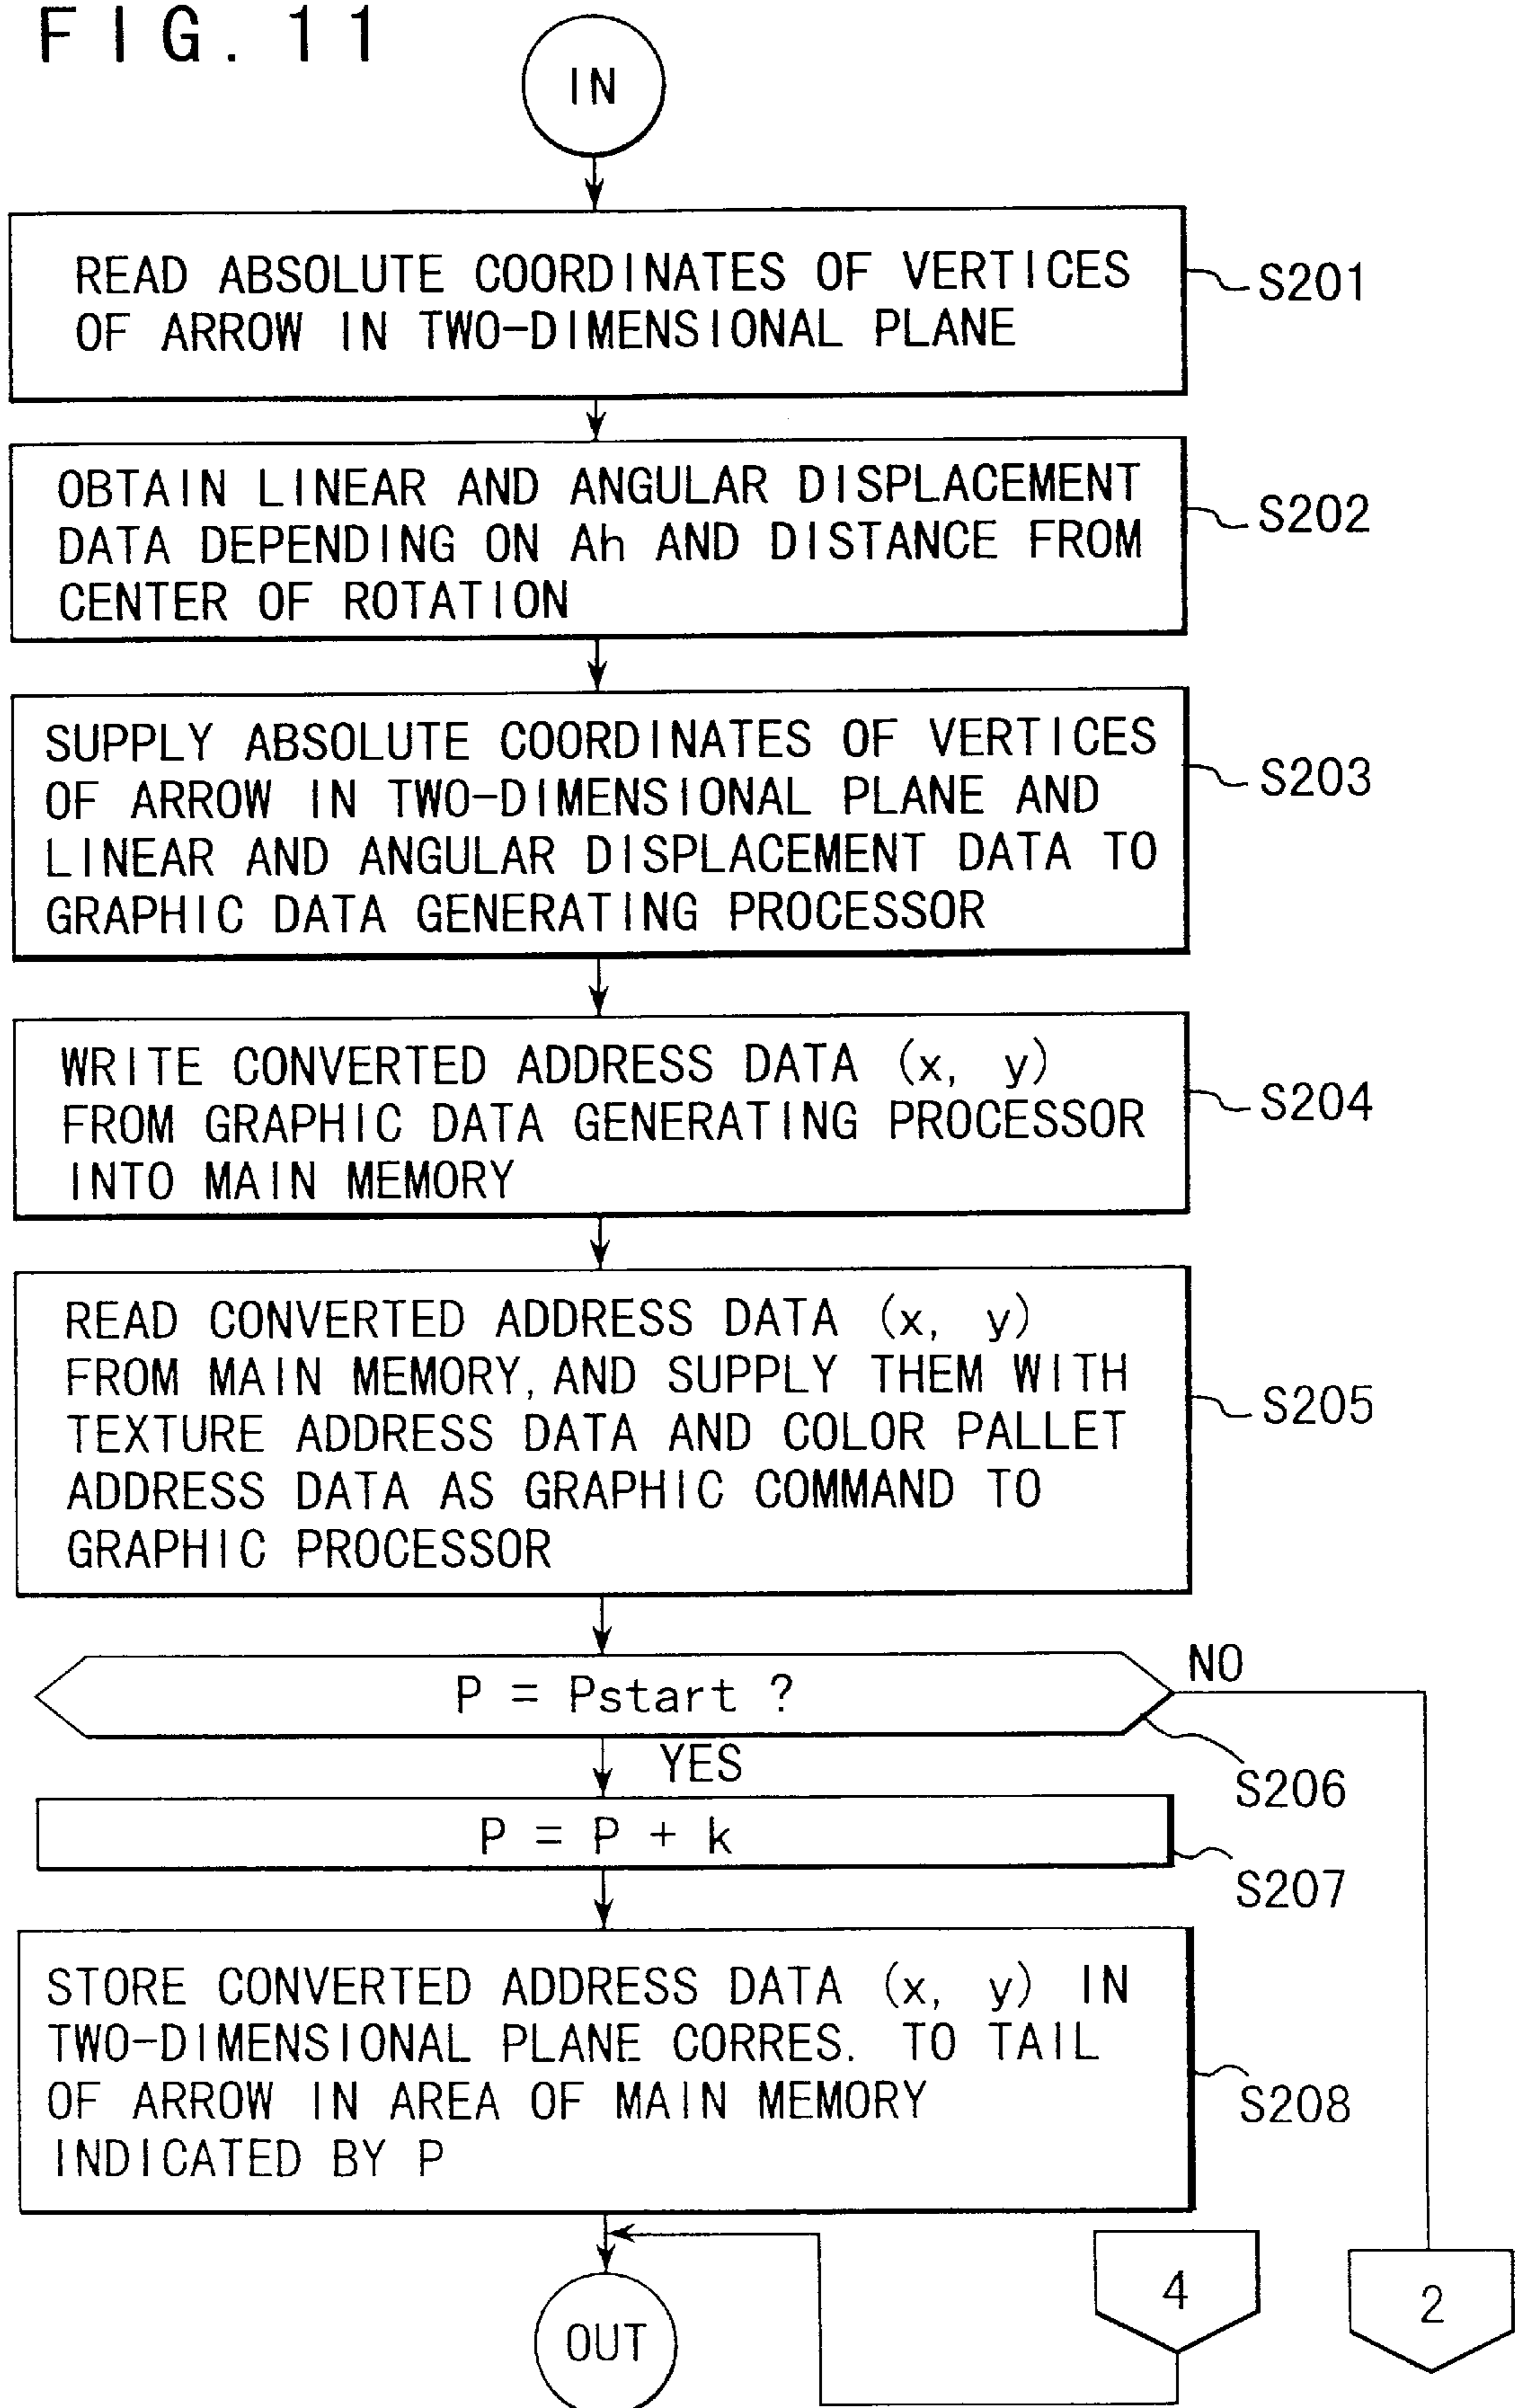 FIG. 11
IN
READ ABSOLUTE COORDINATES OF VERTICES
OF ARROW IN TWO-DIMENSIONAL PLANE
S201
OBTAIN LINEAR AND ANGULAR DISPLACEMENT
DATA DEPENDING ON Ah AND DISTANCE FROM
CENTER OF ROTATION
S202
SUPPLY ABSOLUTE COORDINATES OF VERTICES
OF ARROW IN TWO-DIMENSIONAL PLANE AND
LINEAR AND ANGULAR DISPLACEMENT DATA TO
GRAPHIC DATA GENERATING PROCESSOR
S203
WRITE CONVERTED ADDRESS DATA (x, y)
FROM GRAPHIC DATA GENERATING PROCESSOR
INTO MAIN MEMORY
S204
READ CONVERTED ADDRESS DATA (x, y)
FROM MAIN MEMORY, AND SUPPLY THEM WITH
TEXTURE ADDRESS DATA AND COLOR PALLET
ADDRESS DATA AS GRAPHIC COMMAND TO
GRAPHIC PROCESSOR
S205
P = Pstart ?
NO
S206
YES
P = P + k
S207
STORE CONVERTED ADDRESS DATA (x, y) IN
TWO-DIMENSIONAL PLANE CORRES. TO TAIL
OF ARROW IN AREA OF MAIN MEMORY
INDICATED BY P
S208
4
2
OUT